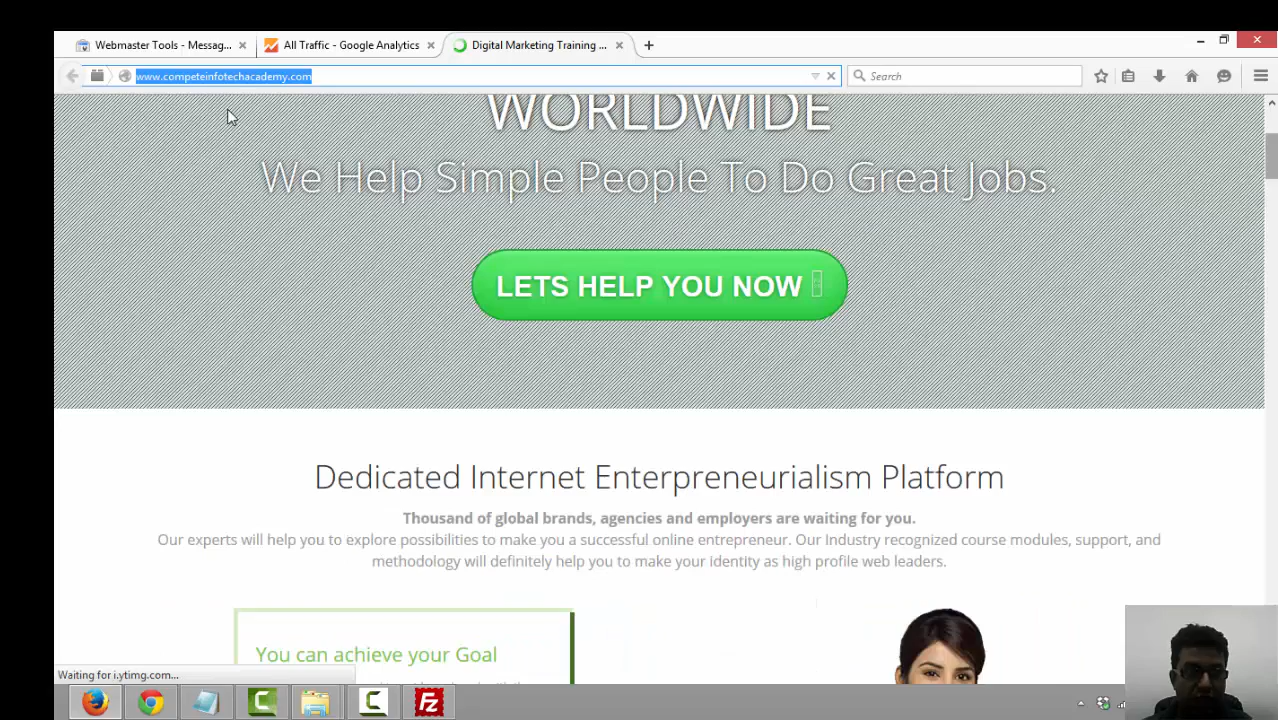 Webmaster Tools - Messag...
All Traffic - Google Analytics
Digital Marketing Training ...
www.competeinfotechacademy.com
Search
WORLDWIDE
We Help Simple People To Do Great Jobs.
LETS HELP YOU NOW
Dedicated Internet Enterpreneurialism Platform
Thousand of global brands, agencies and employers are waiting for you.
Our experts will help you to explore possibilities to make you a successful online entrepreneur. Our Industry recognized course modules, support, and
methodology will definitely help you to make your identity as high profile web leaders.
You can achieve your Goal
Waiting for i.ytimg.com...